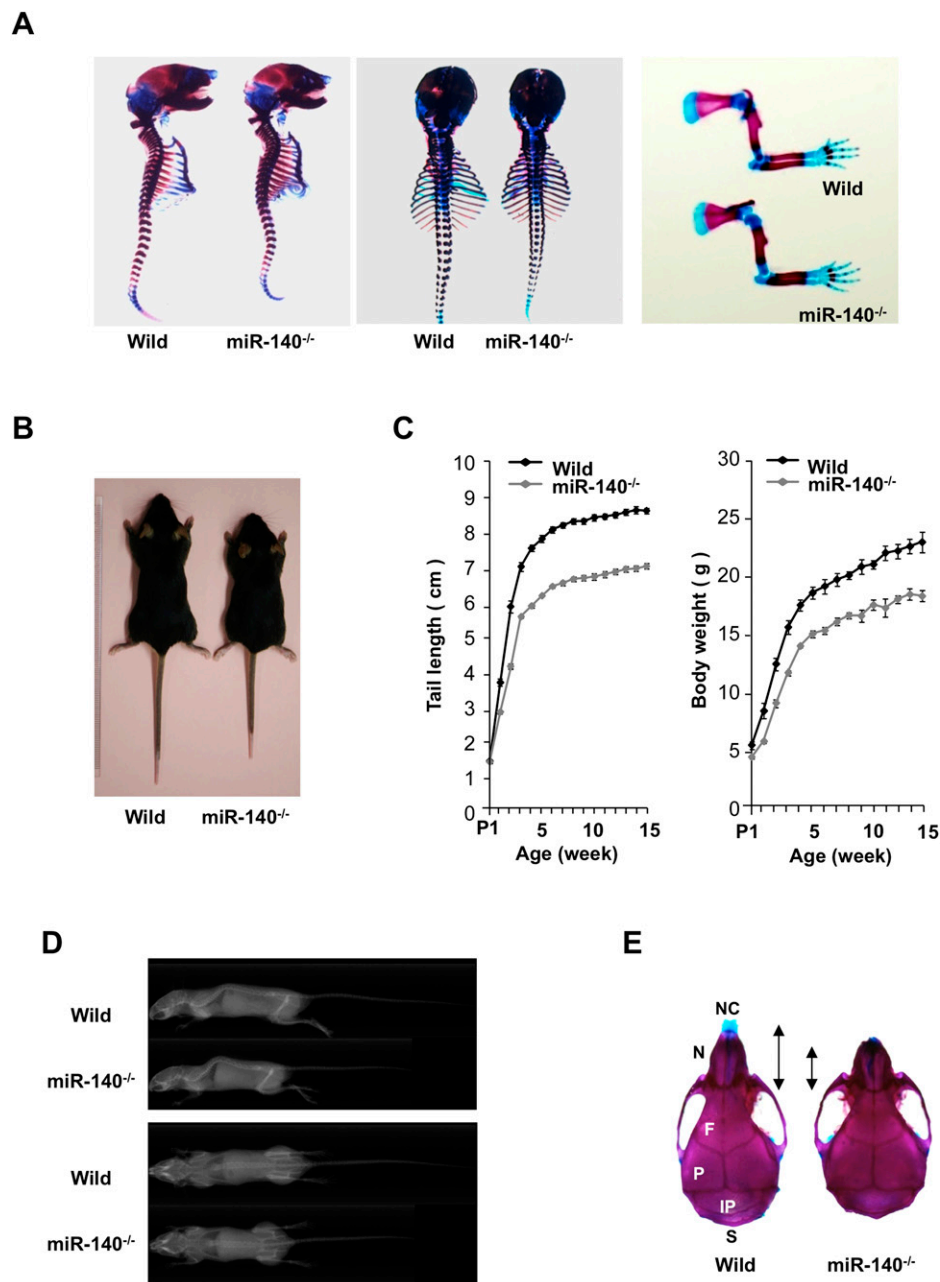 A
Wild
miR-140-/-
Wild
miR-140-/-
Wild
miR-140-/-
B
Wild
miR-140-/-
C
Wild
miR-140-/-
Tail length ( cm )
10
9
8
7
6
5
4
3
2
1
0
P1 5 10 15
Age (week)
Wild
miR-140-/-
Body weight ( g )
30
25
20
15
10
5
0
P1 5 10 15
Age (week)
D
Wild
miR-140-/-
Wild
miR-140-/-
E
NC
N
F
P
IP
S
Wild
miR-140-/-